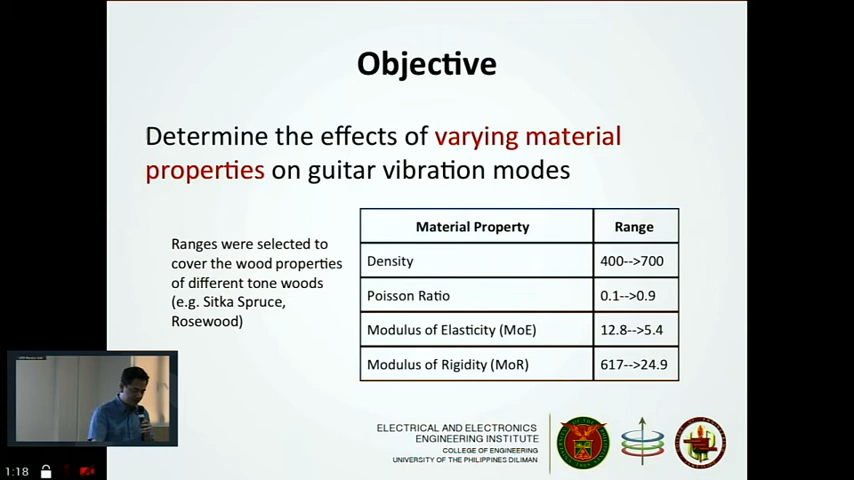 Objective
Determine the effects of varying material
properties on guitar vibration modes
Ranges were selected to
cover the wood properties
of different tone woods
(e.g. Sitka Spruce,
Rosewood)
Material Property Range
Density 400-->700
Poisson Ratio 0.1-->0.9
Modulus of Elasticity (MoE) 12.8-->5.4
Modulus of Rigidity (MoR) 617-->24.9
ELECTRICAL AND ELECTRONICS
ENGINEERING INSTITUTE
COLLEGE OF ENGINEERING
UNIVERSITY OF THE PHILIPPINES DILIMAN
1:18